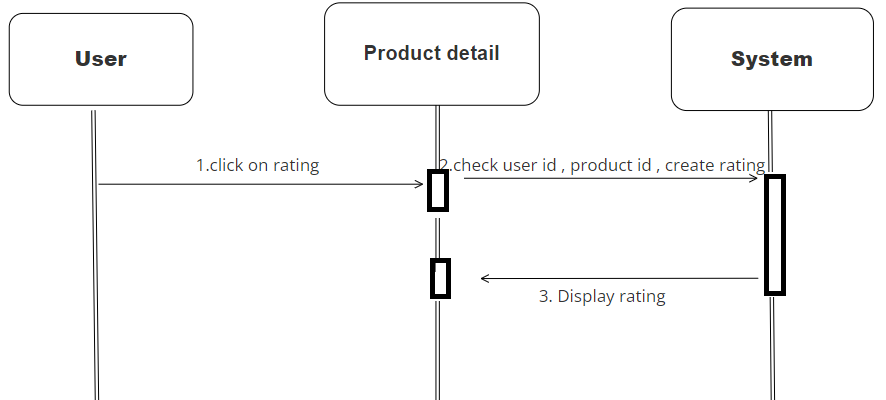 User
Product detail
System
1.click on rating
2.check user id , product id , create rating
3. Display rating